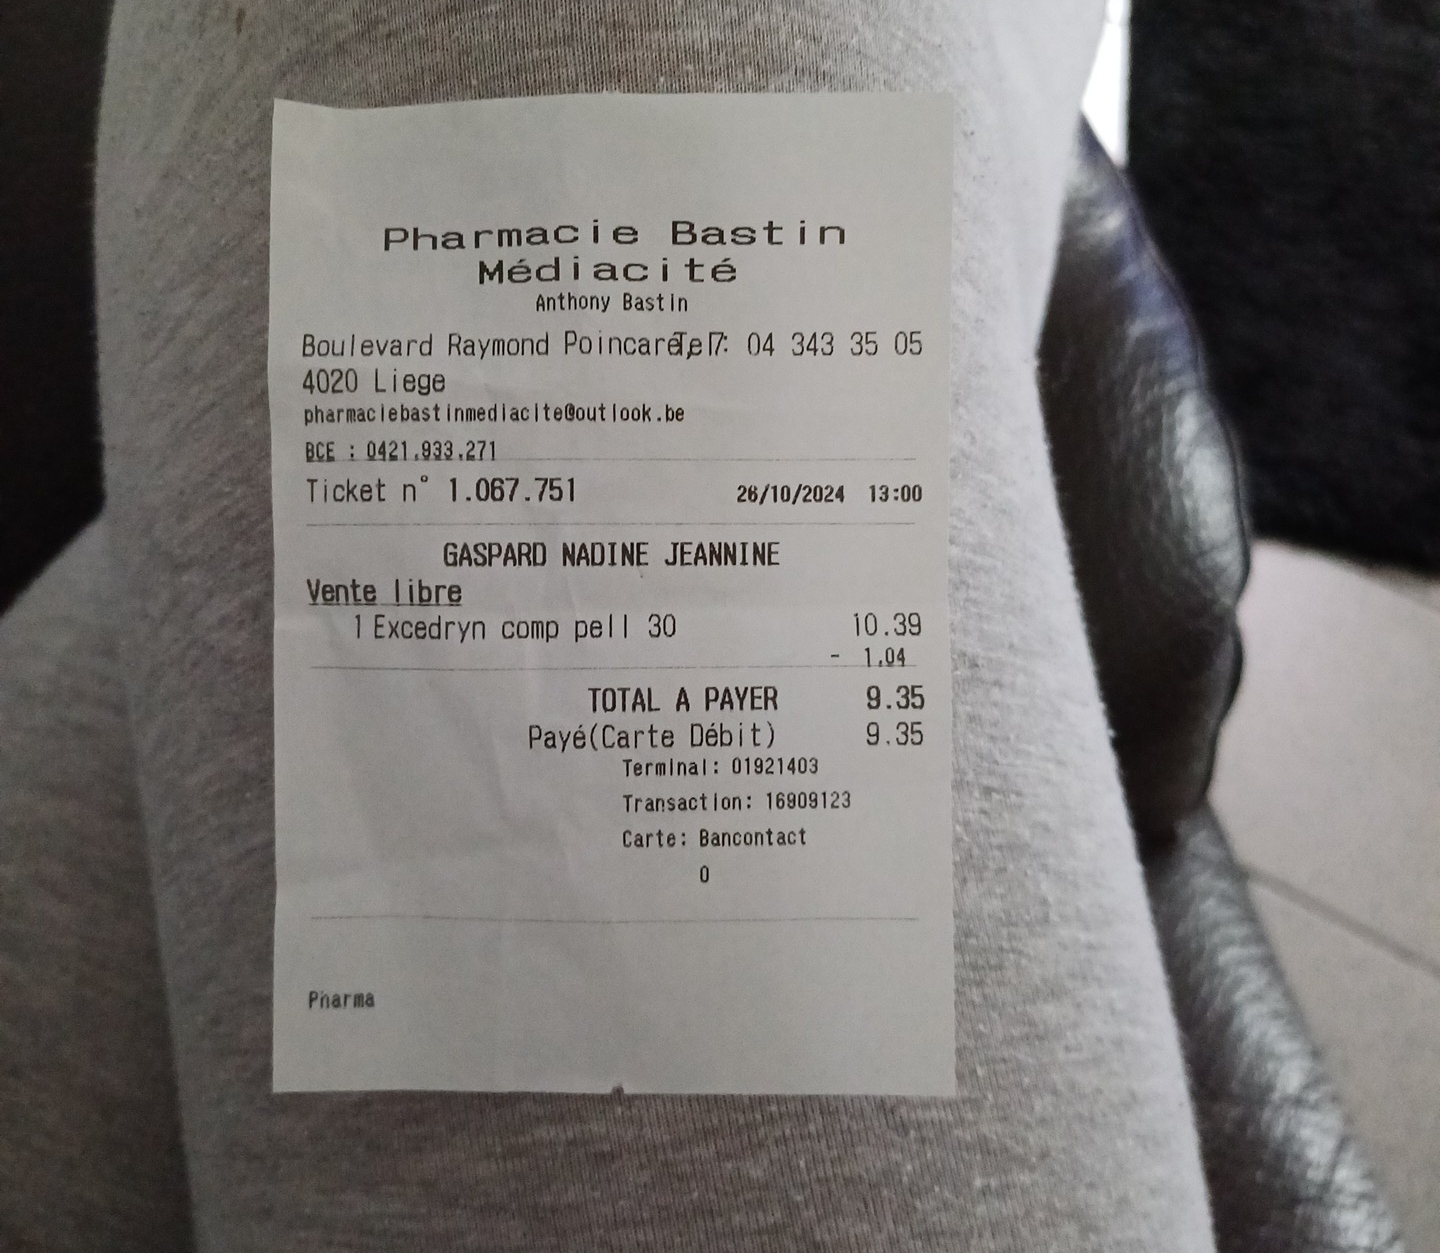 Pharmacie Bastin
Médiacité
Anthony Bastin
Boulevard Raymond Poincaré, 7 Tel : 04 343 35 05
4020 Liege
pharmaciebastinmediacite@outlook.be
BCE : 0421.933.271
Ticket n° 1.067.751 26/10/2024 13:00
GASPARD NADINE JEANNINE
Vente libre
1 Excedryn comp pell 30 10.39
- 1.04
TOTAL A PAYER 9.35
Payé(Carte Débit) 9.35
Terminal: 01921403
Transaction: 16909123
Carte: Bancontact
0
Pharma